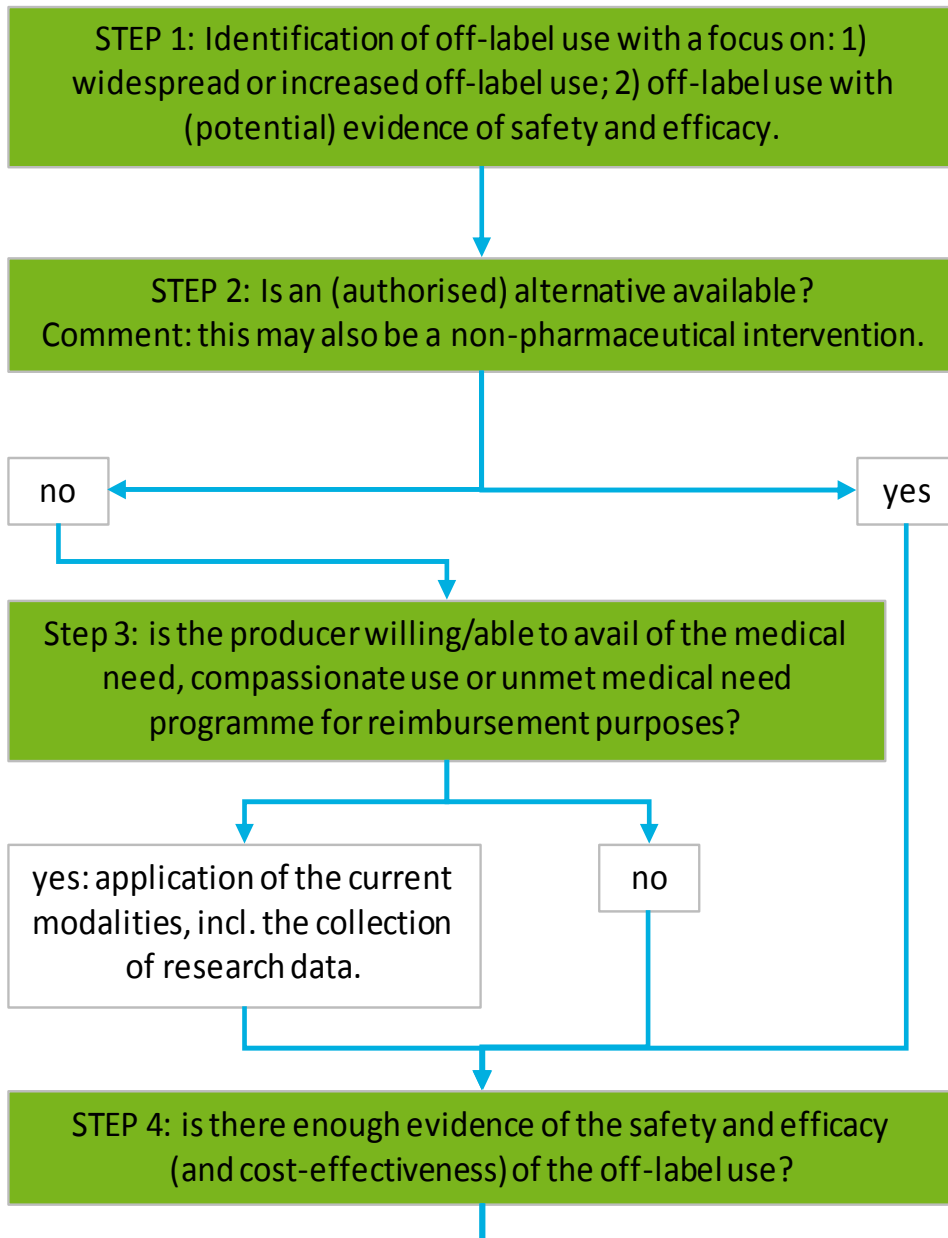 STEP 1: Identification of off-label use with a focus on: 1)
widespread or increased off-label use; 2) off-label use with
(potential) evidence of safety and efficacy.
STEP 2: Is an (authorised) alternative available?
Comment: this may also be a non-pharmaceutical intervention.
no
yes
Step 3: is the producer willing/able to avail of the medical
need, compassionate use or unmet medical need
programme for reimbursement purposes?
yes: application of the current
modalities, incl. the collection
of research data.
no
STEP 4: is there enough evidence of the safety and efficacy
(and cost-effectiveness) of the off-label use?